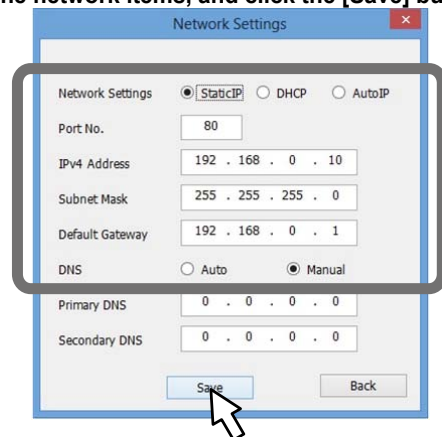 ne network items, and click the [Save] bu
Network Settings
Network Settings StaticIP DHCP AutoIP
Port No. 80
IPv4 Address 192 . 168 . 0 . 10
Subnet Mask 255 . 255 . 255 . 0
Default Gateway 192 . 168 . 0 . 1
DNS Auto Manual
Primary DNS 0 . 0 . 0 . 0
Secondary DNS 0 . 0 . 0 . 0
Save Back